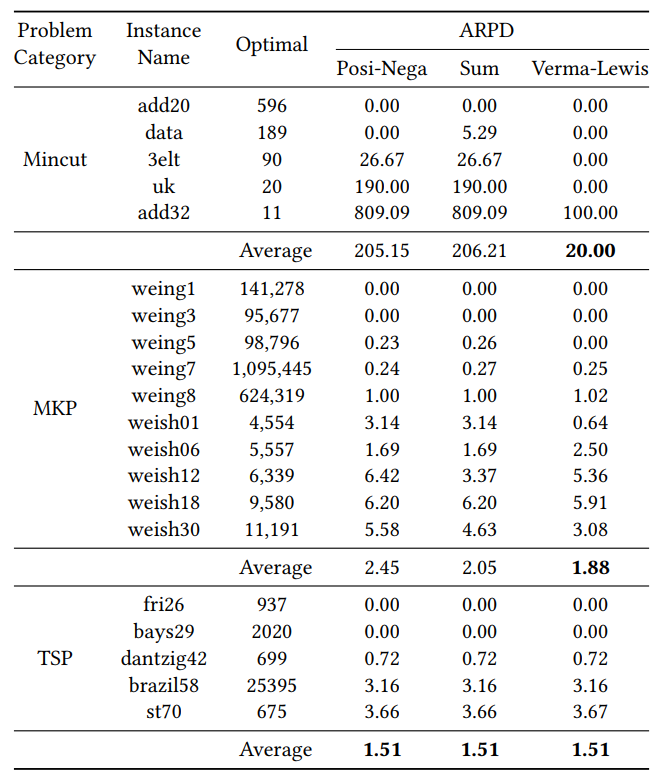 Problem Category Instance Name Optimal ARPD
Posi-Nega Sum Verma-Lewis
Mincut
add20 596 0.00 0.00 0.00
data 189 0.00 5.29 0.00
3elt 90 26.67 26.67 0.00
uk 20 190.00 190.00 0.00
add32 11 809.09 809.09 100.00
Average 205.15 206.21 20.00
MKP
weing1 141,278 0.00 0.00 0.00
weing3 95,677 0.00 0.00 0.00
weing5 98,796 0.23 0.26 0.00
weing7 1,095,445 0.24 0.27 0.25
weing8 624,319 1.00 1.00 1.02
weish01 4,554 3.14 3.14 0.64
weish06 5,557 1.69 1.69 2.50
weish12 6,339 6.42 3.37 5.36
weish18 9,580 6.20 6.20 5.91
weish30 11,191 5.58 4.63 3.08
Average 2.45 2.05 1.88
TSP
fri26 937 0.00 0.00 0.00
bays29 2020 0.00 0.00 0.00
dantzig42 699 0.72 0.72 0.72
brazil58 25395 3.16 3.16 3.16
st70 675 3.66 3.66 3.67
Average 1.51 1.51 1.51